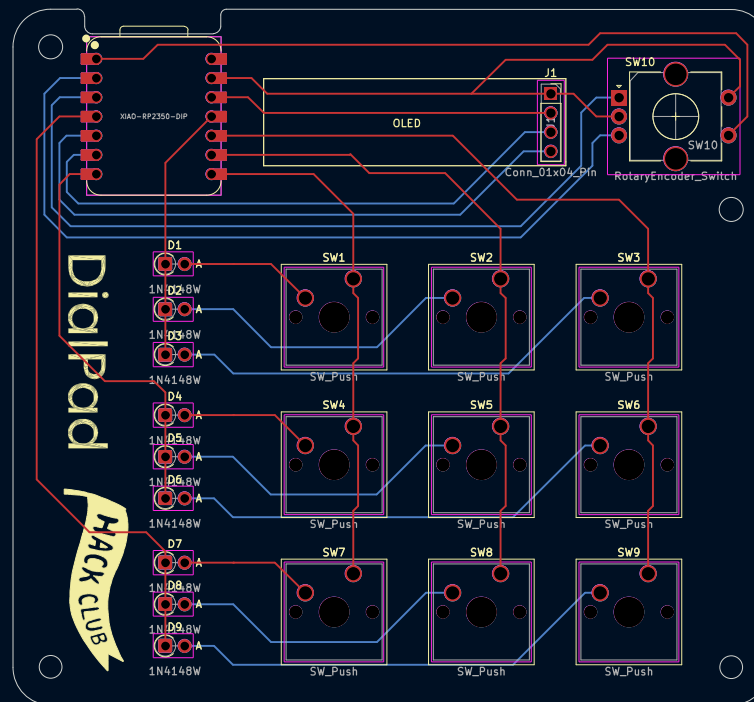 J1
SW10
XIAO-RP2350-DIP
OLED
SW10
Conn_01x04_Pin
RotaryEncoder_Switch
D1
A
SW1
SW2
SW3
1N4148W
D2
A
1N4148W
D3
A
1N4148W
SW_Push
SW_Push
SW_Push
DialPad
D4
A
SW4
SW5
SW6
1N4148W
D5
A
1N4148W
D6
A
1N4148W
SW_Push
SW_Push
SW_Push
HACK CLUB
D7
A
SW7
SW8
SW9
1N4148W
D8
A
1N4148W
D9
A
1N4148W
SW_Push
SW_Push
SW_Push